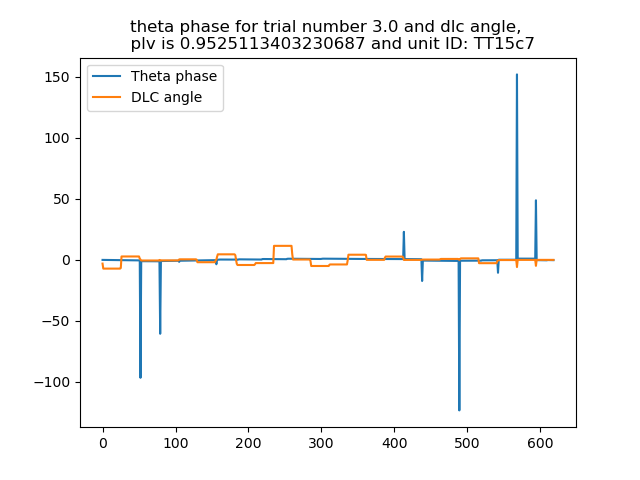 theta phase for trial number 3.0 and dlc angle,
plv is 0.9525113403230687 and unit ID: TT15c7
Theta phase
DLC angle
150
100
50
0
−50
−100
0 100 200 300 400 500 600